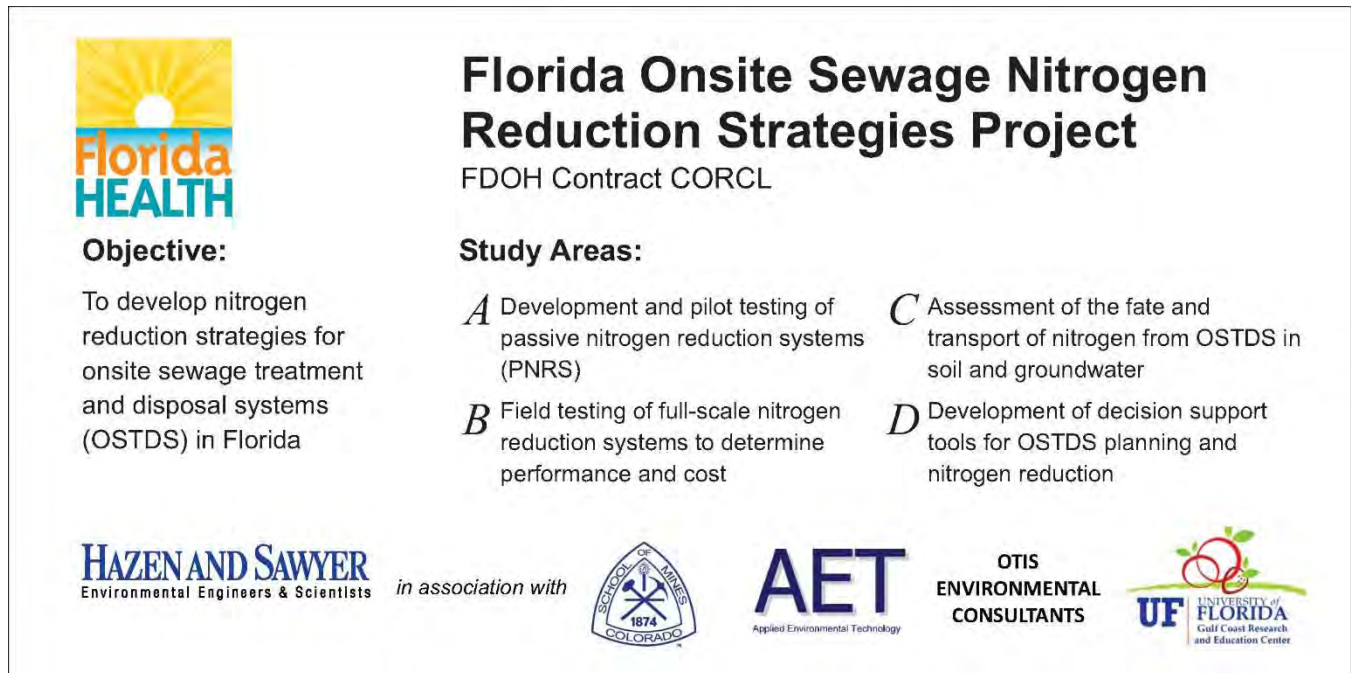 Florida
HEALTH
Florida Onsite Sewage Nitrogen
Reduction Strategies Project
FDOH Contract CORCL
Objective:
To develop nitrogen
reduction strategies for
onsite sewage treatment
and disposal systems
(OSTDS) in Florida
Study Areas:
A Development and pilot testing of
passive nitrogen reduction systems
(PNRS)
B Field testing of full-scale nitrogen
reduction systems to determine
performance and cost
C Assessment of the fate and
transport of nitrogen from OSTDS in
soil and groundwater
D Development of decision support
tools for OSTDS planning and
nitrogen reduction
HAZEN AND SAWYER
Environmental Engineers & Scientists
in association with
SCHOOL OF MINES
1874
COLORADO
AET
Applied Environmental Technology
OTIS
ENVIRONMENTAL
CONSULTANTS
UF
UNIVERSITY of
FLORIDA
Gulf Coast Research
and Education Center